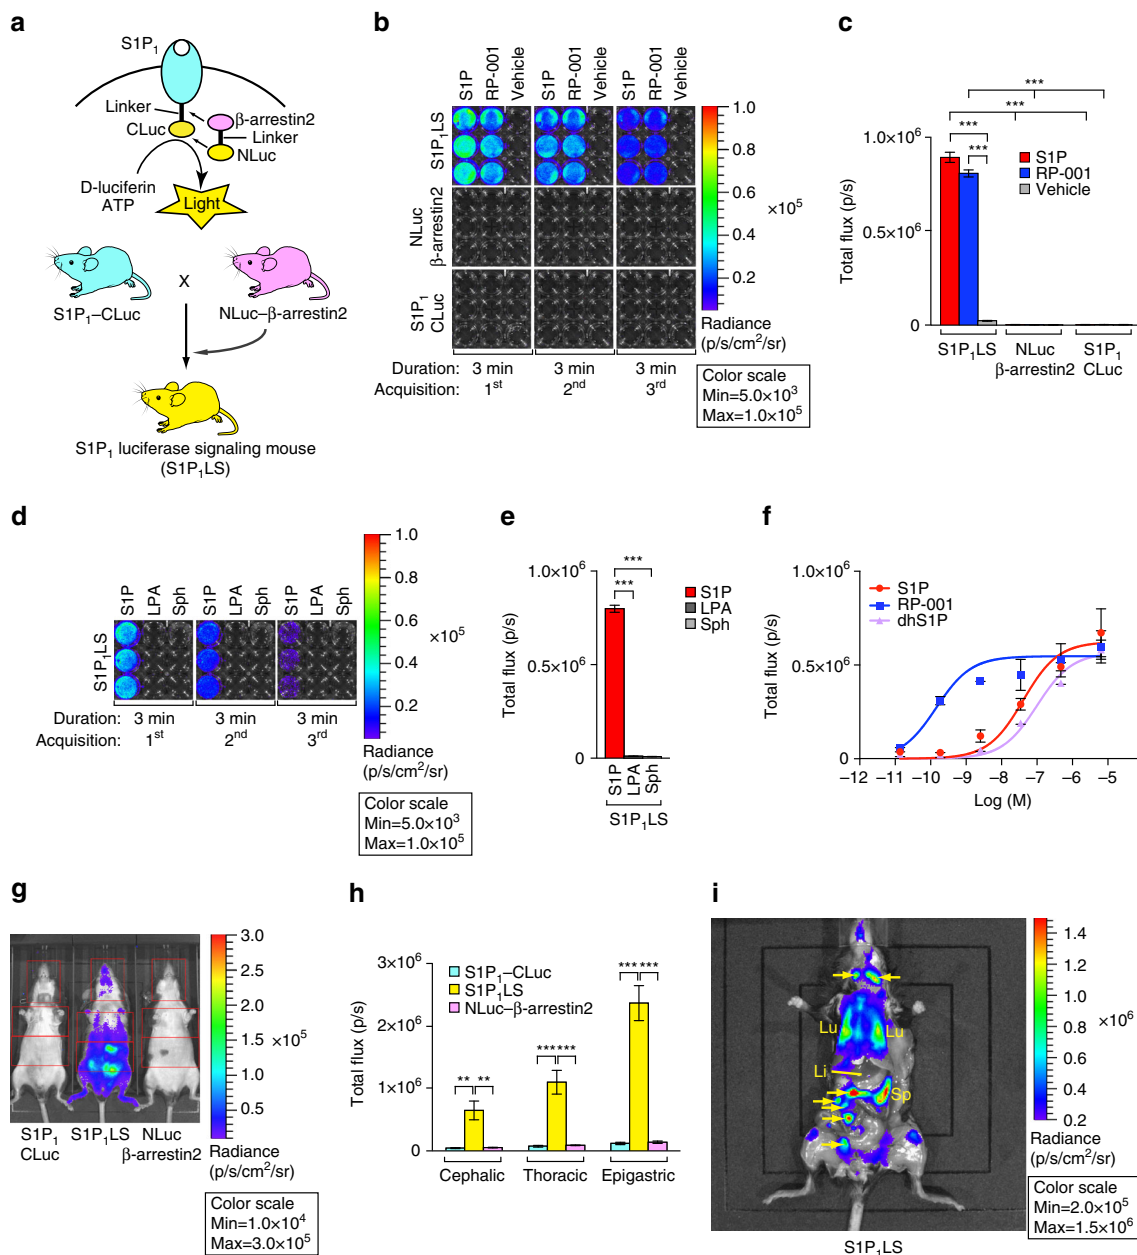 a
S1P₁
Linker
CLuc
β-arrestin2
Linker
NLuc
D-luciferin
ATP
Light
X
S1P₁–CLuc
NLuc–β-arrestin2
S1P₁ luciferase signaling mouse
(S1P₁LS)
b
S1P RP-001 Vehicle S1P RP-001 Vehicle S1P RP-001 Vehicle
S1P₁LS
NLuc
β-arrestin2
S1P₁
CLuc
1.0
0.8
0.6
×10⁵
0.4
0.2
Radiance
(p/s/cm²/sr)
Duration: 3 min 3 min 3 min
Acquisition: 1st 2nd 3rd
Color scale
Min=5.0×10³
Max=1.0×10⁵
c
***
***
***
***
1.0×10⁶
0.5×10⁶
0
Total flux (p/s)
S1P
RP-001
Vehicle
S1P₁LS NLuc S1P₁
β-arrestin2 CLuc
d
S1P LPA Sph S1P LPA Sph S1P LPA Sph
S1P₁LS
1.0
0.8
0.6
×10⁵
0.4
0.2
Duration: 3 min 3 min 3 min
Acquisition: 1st 2nd 3rd
Radiance
(p/s/cm²/sr)
Color scale
Min=5.0×10³
Max=1.0×10⁵
e
***
***
1.0×10⁶
0.5×10⁶
0
Total flux (p/s)
S1P
LPA
Sph
S1P LPA Sph
S1P₁LS
f
1.0×10⁶
0.5×10⁶
0
Total flux (p/s)
S1P
RP-001
dhS1P
–12 –11 –10 –9 –8 –7 –6 –5
Log (M)
g
3.0
2.5
2.0
×10⁵
1.5
1.0
0.5
S1P₁ S1P₁LS NLuc
CLuc β-arrestin2
Radiance
(p/s/cm²/sr)
Color scale
Min=1.0×10⁴
Max=3.0×10⁵
h
3×10⁶
2×10⁶
1×10⁶
0
Total flux (p/s)
S1P₁–CLuc
S1P₁LS
NLuc–β-arrestin2
** **
*** ***
*** ***
Cephalic Thoracic Epigastric
i
Lu Lu
Li
Sp
1.4
1.2
1.0
×10⁶
0.8
0.6
0.4
0.2
Radiance
(p/s/cm²/sr)
Color scale
Min=2.0×10⁵
Max=1.5×10⁶
S1P₁LS